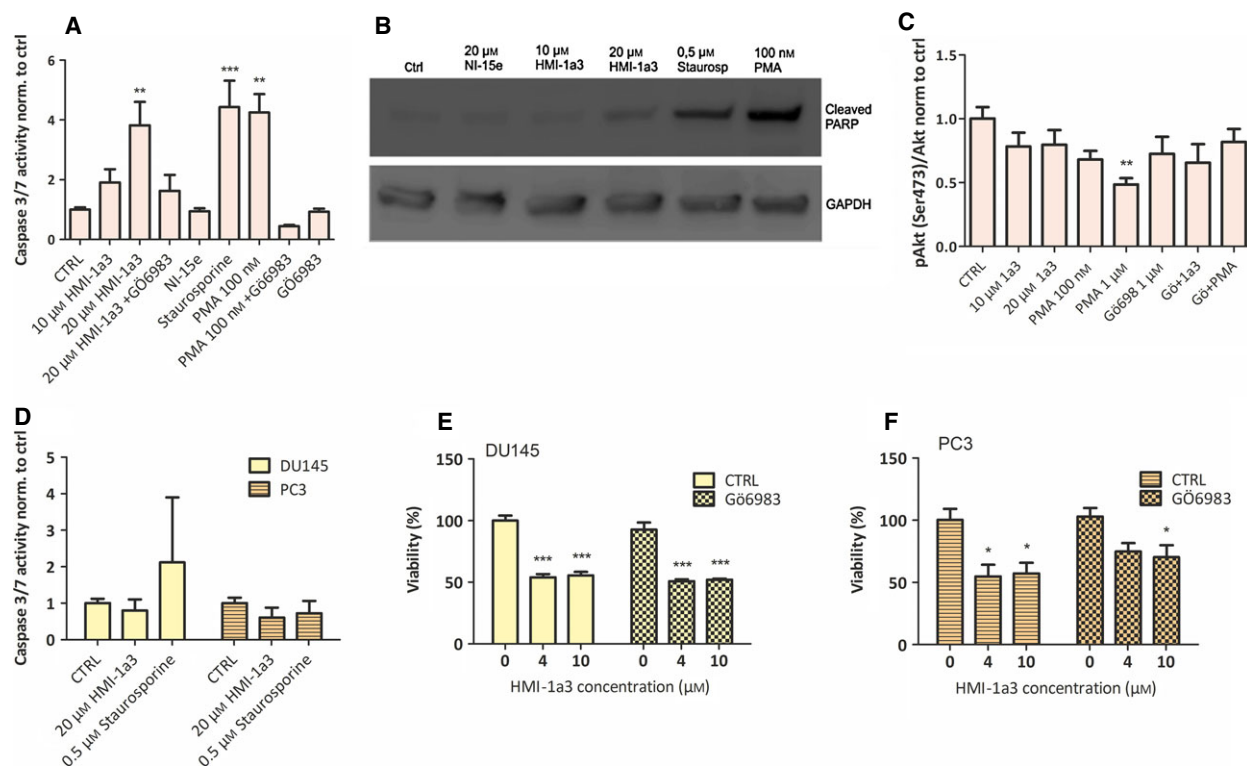 A
Caspase 3/7 activity norm. to ctrl
6
4
2
0
**
***
**
CTRL
10 µM HMI-1a3
20 µM HMI-1a3
20 µM HMI-1a3 +GÖ6983
NI-15e
Staurosporine
PMA 100 nM
PMA 100 nM +GÖ6983
GÖ6983
B
Ctrl
20 µM NI-15e
10 µM HMI-1a3
20 µM HMI-1a3
0,5 µM Staurosp
100 nM PMA
Cleaved
PARP
GAPDH
C
pAkt (Ser473)/Akt norm to ctrl
1.5
1.0
0.5
0.0
**
CTRL
10 µM 1a3
20 µM 1a3
PMA 100 nM
PMA 1 µM
Gö698 1 µM
Gö+1a3
Gö+PMA
D
Caspase 3/7 activity norm. to ctrl
5
4
3
2
1
0
DU145
PC3
CTRL
20 µM HMI-1a3
0.5 µM Staurosporine
CTRL
20 µM HMI-1a3
0.5 µM Staurosporine
E
DU145
Viability (%)
150
100
50
0
CTRL
Gö6983
*** *** *** ***
0 4 10 0 4 10
HMI-1a3 concentration (µM)
F
PC3
Viability (%)
150
100
50
0
CTRL
GÖ6983
* * *
0 4 10 0 4 10
HMI-1a3 concentration (µM)